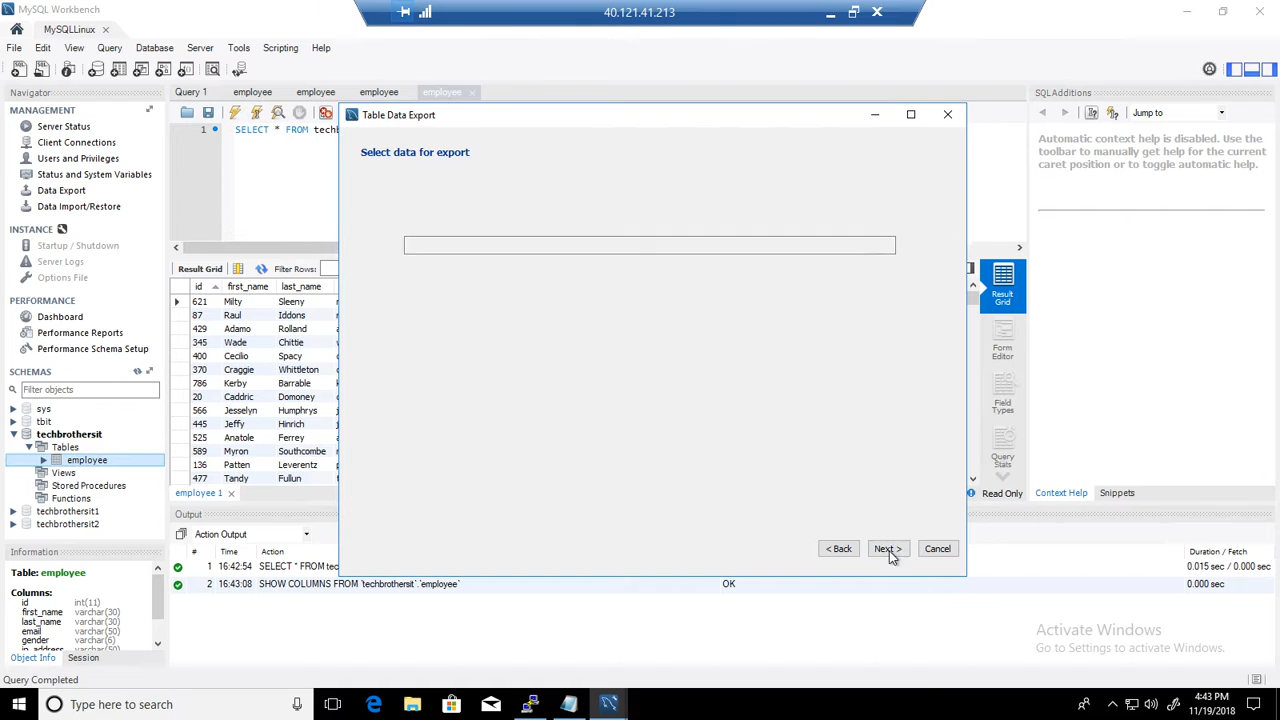 MySQL Workbench
40.121.41.213
MySQLLinux
File Edit View Query Database Server Tools Scripting Help
Navigator
Query 1 employee employee employee employee
SQLAdditions
MANAGEMENT
Server Status
Client Connections
Users and Privileges
Status and System Variables
Data Export
Data Import/Restore
INSTANCE
Startup / Shutdown
Server Logs
Options File
PERFORMANCE
Dashboard
Performance Reports
Performance Schema Setup
SCHEMAS
Filter objects
sys
tbit
techbrothersit
Tables
employee
Views
Stored Procedures
Functions
techbrothersit1
techbrothersit2
Information
Table: employee
Columns:
id int(11)
first_name varchar(30)
last_name varchar(30)
email varchar(50)
gender varchar(6)
ip_address varchar(50)
Object Info Session
Query Completed
1 SELECT * FROM techb
Result Grid Filter Rows:
id first_name last_name
621 Milty Sleeny
87 Raul Iddons
429 Adamo Rolland
345 Wade Chittie
400 Cecilio Spacy
370 Craggie Whittleton
786 Kerby Barrable
20 Caddric Domoney
566 Jesselyn Humphrys
445 Jeffy Hinrich
525 Anatole Ferrey
589 Myron Southcombe
136 Patten Leverentz
477 Tandy Fullun
employee 1
Table Data Export
Select data for export
< Back Next > Cancel
Result Grid
Form Editor
Field Types
Query Stats
Read Only
Jump to
Automatic context help is disabled. Use the
toolbar to manually get help for the current
caret position or to toggle automatic help.
Context Help Snippets
Output
Action Output
# Time Action Duration / Fetch
1 16:42:54 SELECT * FROM tec 0.015 sec / 0.000 sec
2 16:43:08 SHOW COLUMNS FROM `techbrothersit`.`employee` OK 0.000 sec
Activate Windows
Go to Settings to activate Windows.
Type here to search
4:43 PM
11/19/2018